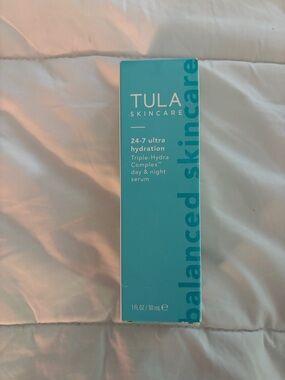 TULA
SKINCARE
24-7 ultra
hydration
Triple-Hydra
Complex™
day & night
serum
1 FL OZ / 30 mL ℮
balanced skincare